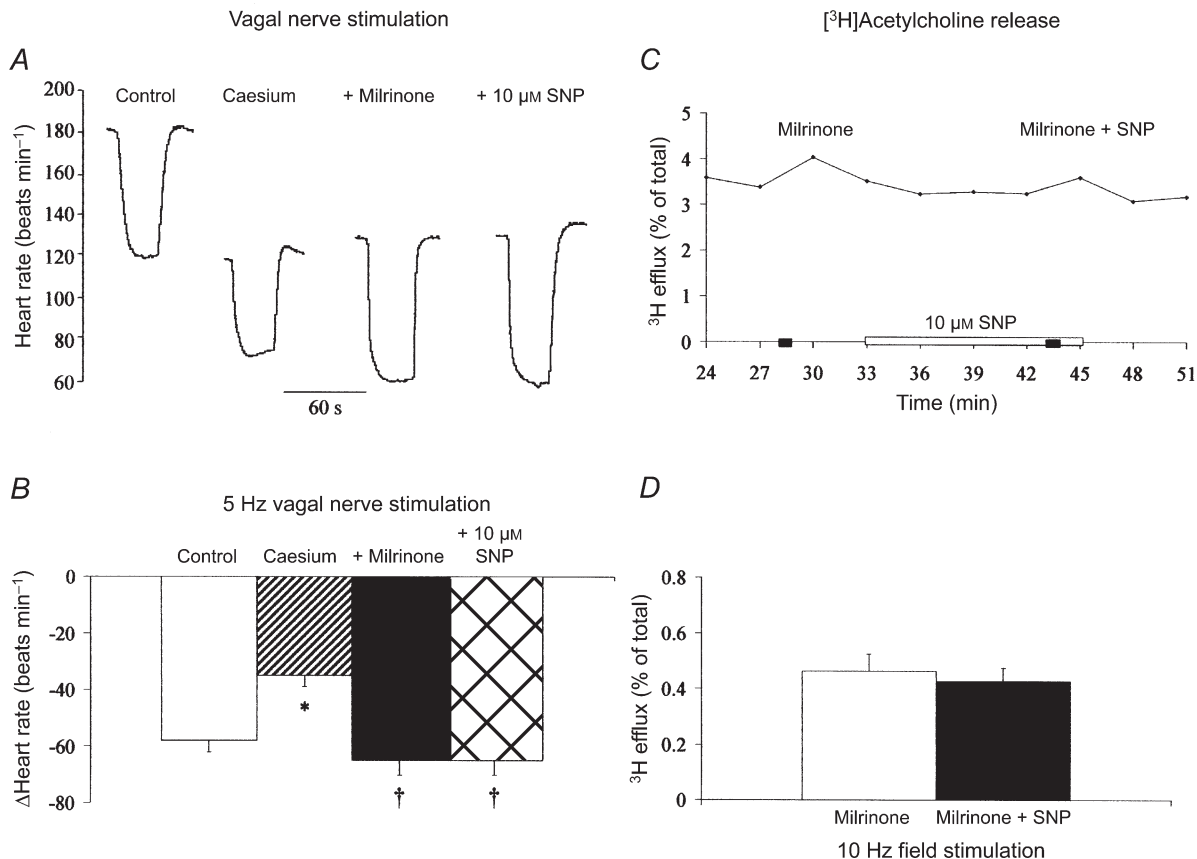 Vagal nerve stimulation
A
200
180
160
140
120
100
80
60
Heart rate (beats min⁻¹)
Control
Caesium
+ Milrinone
+ 10 µM SNP
60 s
[³H]Acetylcholine release
C
5
4
3
2
1
0
³H efflux (% of total)
Milrinone
Milrinone + SNP
10 µM SNP
24 27 30 33 36 39 42 45 48 51
Time (min)
B
5 Hz vagal nerve stimulation
Control
Caesium
+ Milrinone
+ 10 µM
SNP
0
-20
-40
-60
-80
ΔHeart rate (beats min⁻¹)
*
†
†
D
0.8
0.6
0.4
0.2
0
³H efflux (% of total)
Milrinone
Milrinone + SNP
10 Hz field stimulation